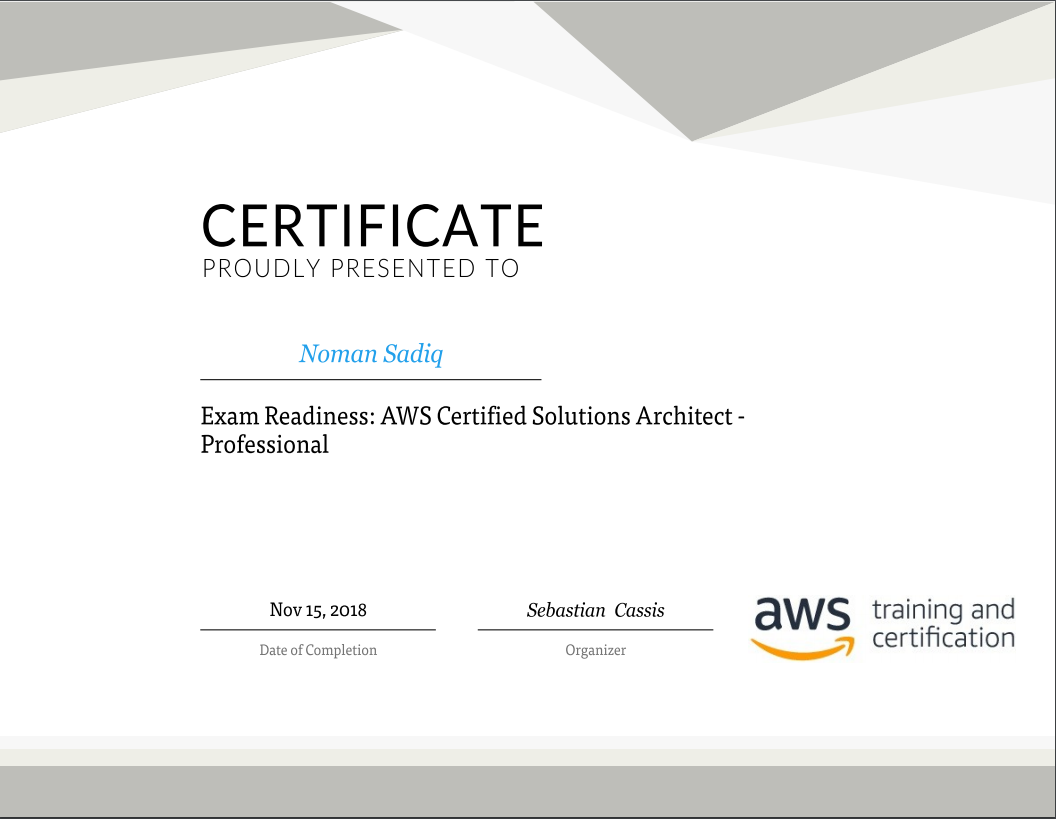 CERTIFICATE
PROUDLY PRESENTED TO
Noman Sadiq
Exam Readiness: AWS Certified Solutions Architect -
Professional
Nov 15, 2018
Date of Completion
Sebastian Cassis
Organizer
aws training and
certification